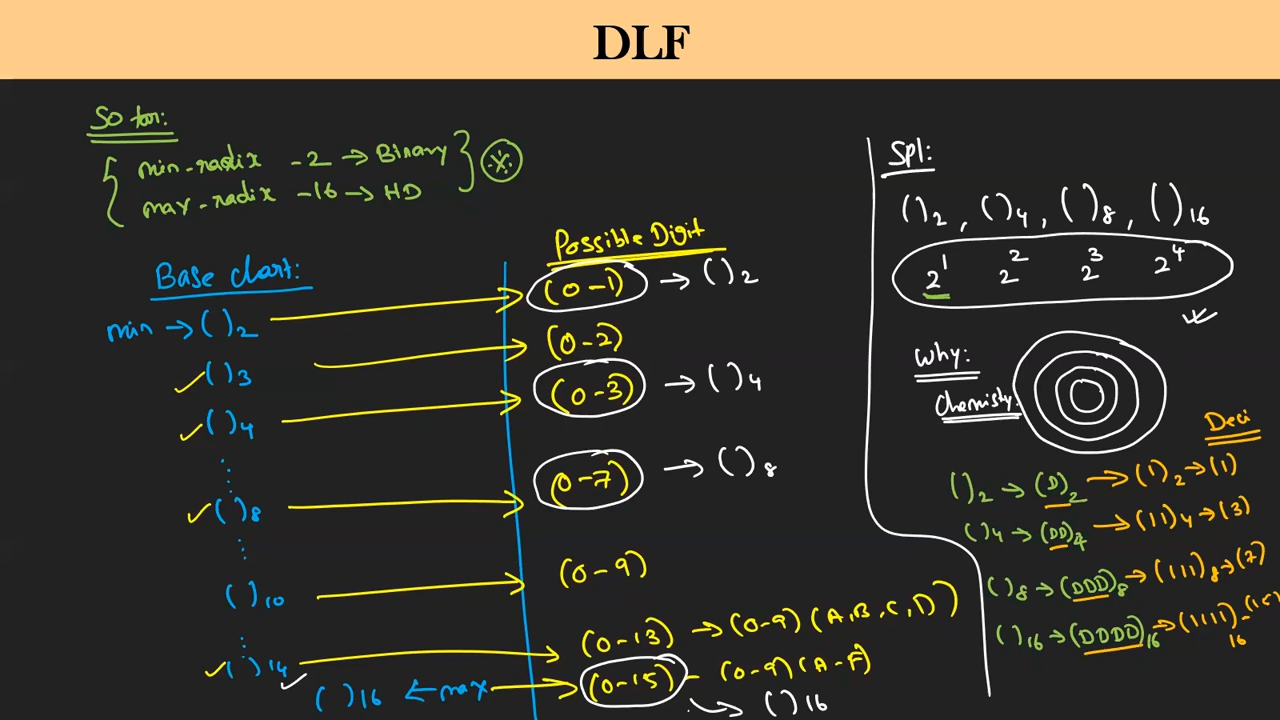 DLF
So far:
min-radix - 2 → Binary
max-radix - 16 → HD
Base chart:
min → ( )2
( )3
( )4
( )8
( )10
( )14
( )16 ← max
Possible Digit
(0-1) → ( )2
(0-2)
(0-3) → ( )4
(0-7) → ( )8
(0-9)
(0-13) → (0-9) (A,B,C,D)
(0-15) - (0-9) (A-F)
→ ( )16
Spl:
( )2 , ( )4 , ( )8 , ( )16
2^1 2^2 2^3 2^4
Why:
Chemisty:
Deci
( )2 → (D)2 → (1)2 → (1)
( )4 → (DD)4 → (11)4 → (3)
( )8 → (DDD)8 → (111)8 → (7)
( )16 → (DDDD)16 → (1111)16 - (15)